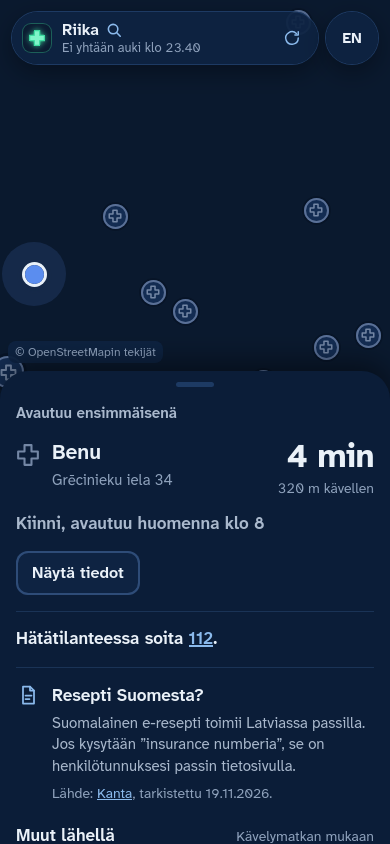 Riika
Ei yhtään auki klo 23.40
EN
© OpenStreetMapin tekijät
Avautuu ensimmäisenä
Benu
4 min
Grēcinieku iela 34
320 m kävellen
Kiinni, avautuu huomenna klo 8
Näytä tiedot
Hätätilanteessa soita 112.
Resepti Suomesta?
Suomalainen e-resepti toimii Latviassa passilla.
Jos kysytään ”insurance numberia”, se on
henkilötunnuksesi passin tietosivulla.
Lähde: Kanta, tarkistettu 19.11.2026.
Muut lähellä
Kävelymatkan mukaan